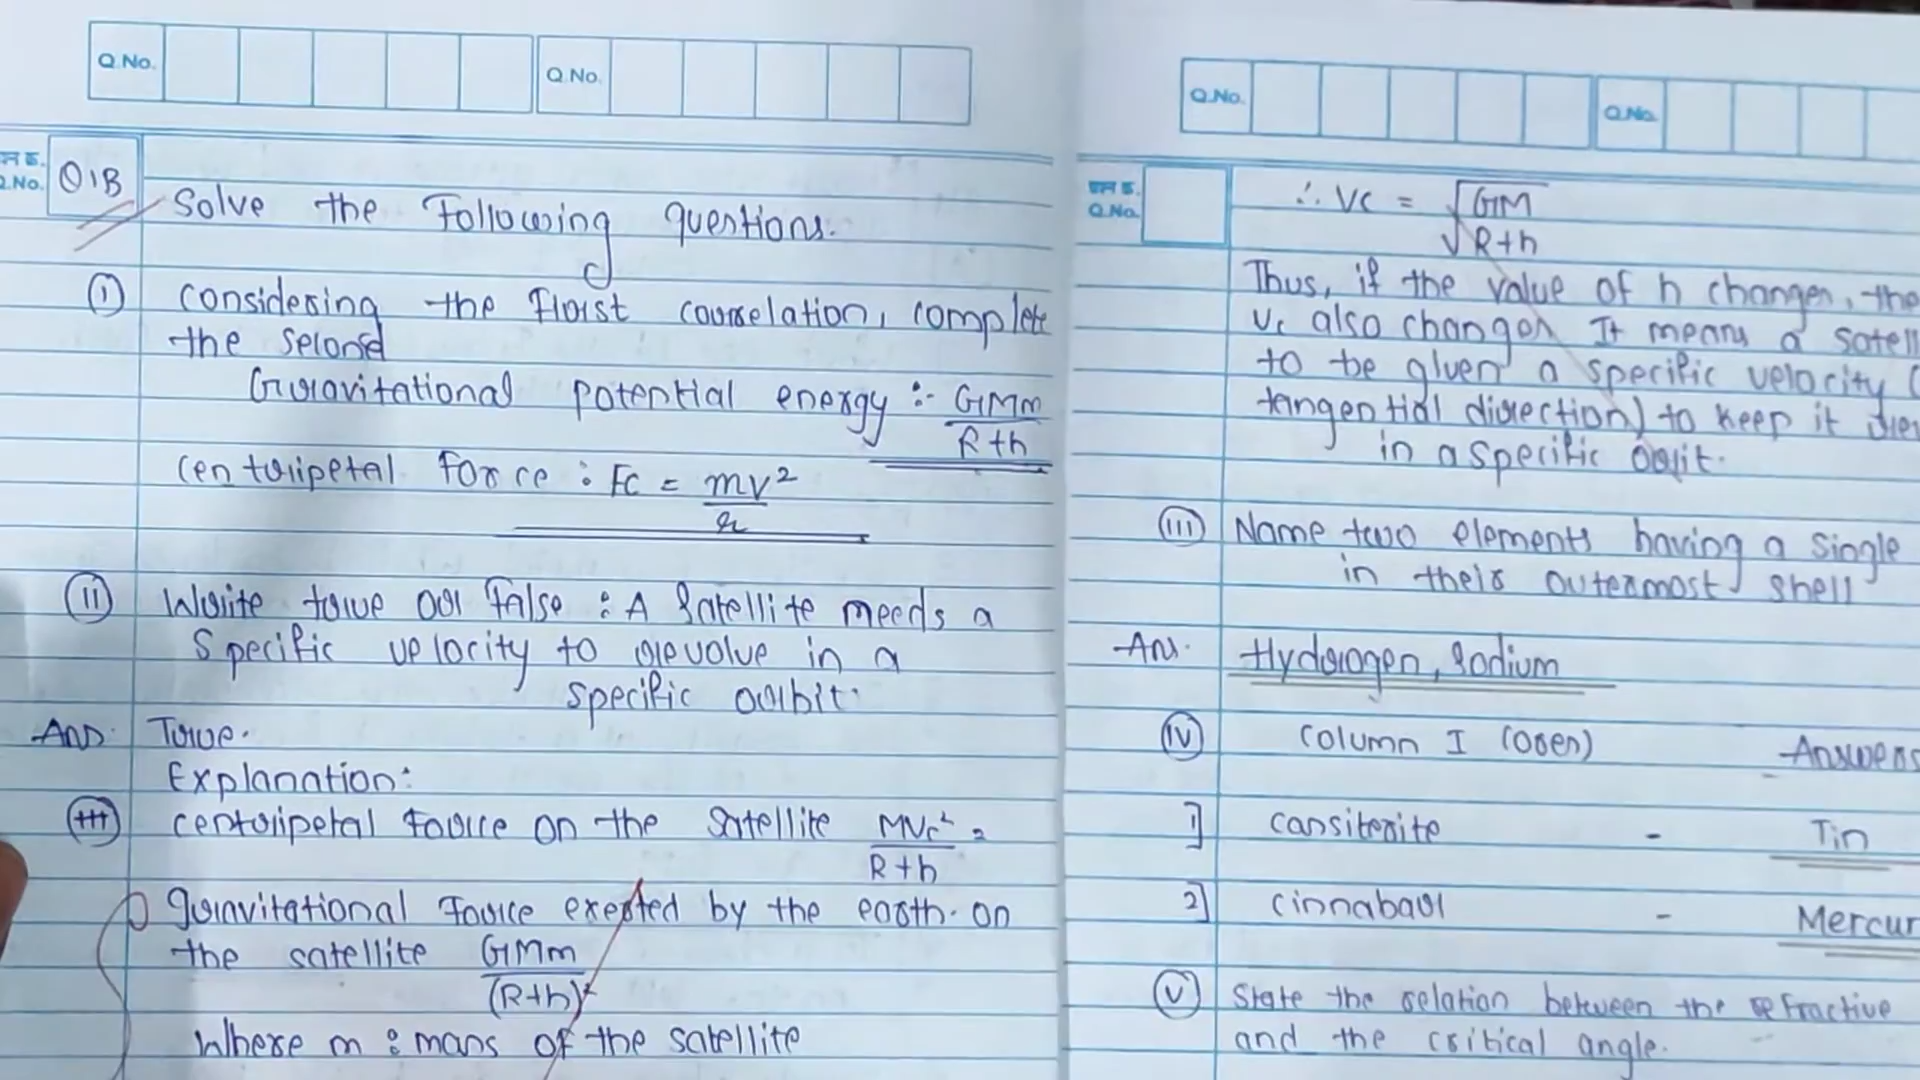 Q.No. Q.No.
प्रश्न क्र.
Q.No. Q1B
Solve the Following questions.
(i) considering the First correlation, complete
the second
Gravitational potential energy :- GMm / R+h
centripetal force : Fc = mv² / r
(ii) Write true or false : A satellite needs a
specific velocity to revolve in a
specific orbit.
Ans. True.
Explanation:
(iii) centripetal force on the satellite MVc² / R+h =
gravitational force exerted by the earth on
the satellite GMm / (R+h)²
Where m : mass of the satellite
Q.No. Q.No.
प्रश्न क्र.
Q.No.
∴ Vc = √GM / R+h
Thus, if the value of h changes, the
Vc also changes It means a satell
to be given a specific velocity (
tangential direction) to keep it rev
in a specific orbit.
(iii) Name two elements having a single
in their outermost shell
Ans. Hydrogen, Sodium
(iv) column I (ores) Answers
1] cansiterite - Tin
2] cinnabar - Mercur
(v) State the relation between the refractive
and the critical angle.